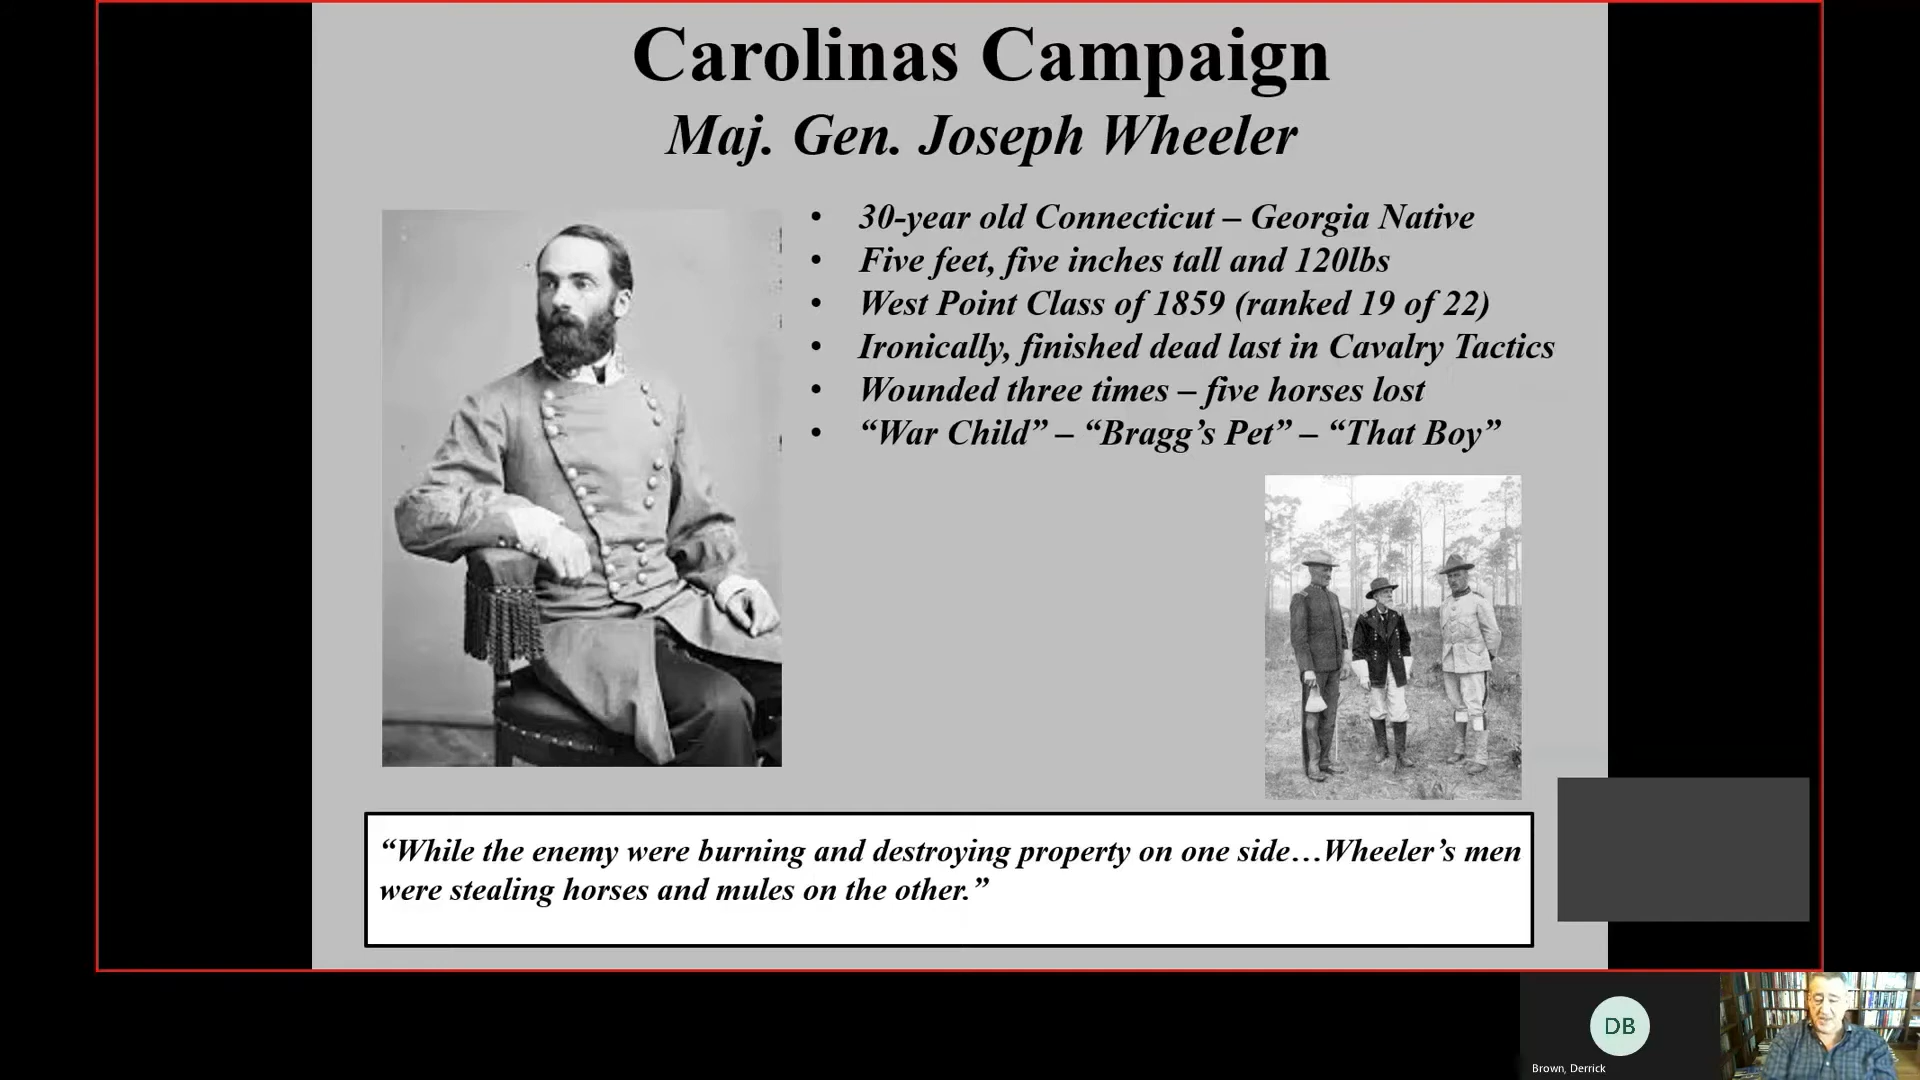 Carolinas Campaign
Maj. Gen. Joseph Wheeler
• 30-year old Connecticut – Georgia Native
• Five feet, five inches tall and 120lbs
• West Point Class of 1859 (ranked 19 of 22)
• Ironically, finished dead last in Cavalry Tactics
• Wounded three times – five horses lost
• “War Child” – “Bragg’s Pet” – “That Boy”
“While the enemy were burning and destroying property on one side…Wheeler’s men
were stealing horses and mules on the other.”
DB
Brown, Derrick